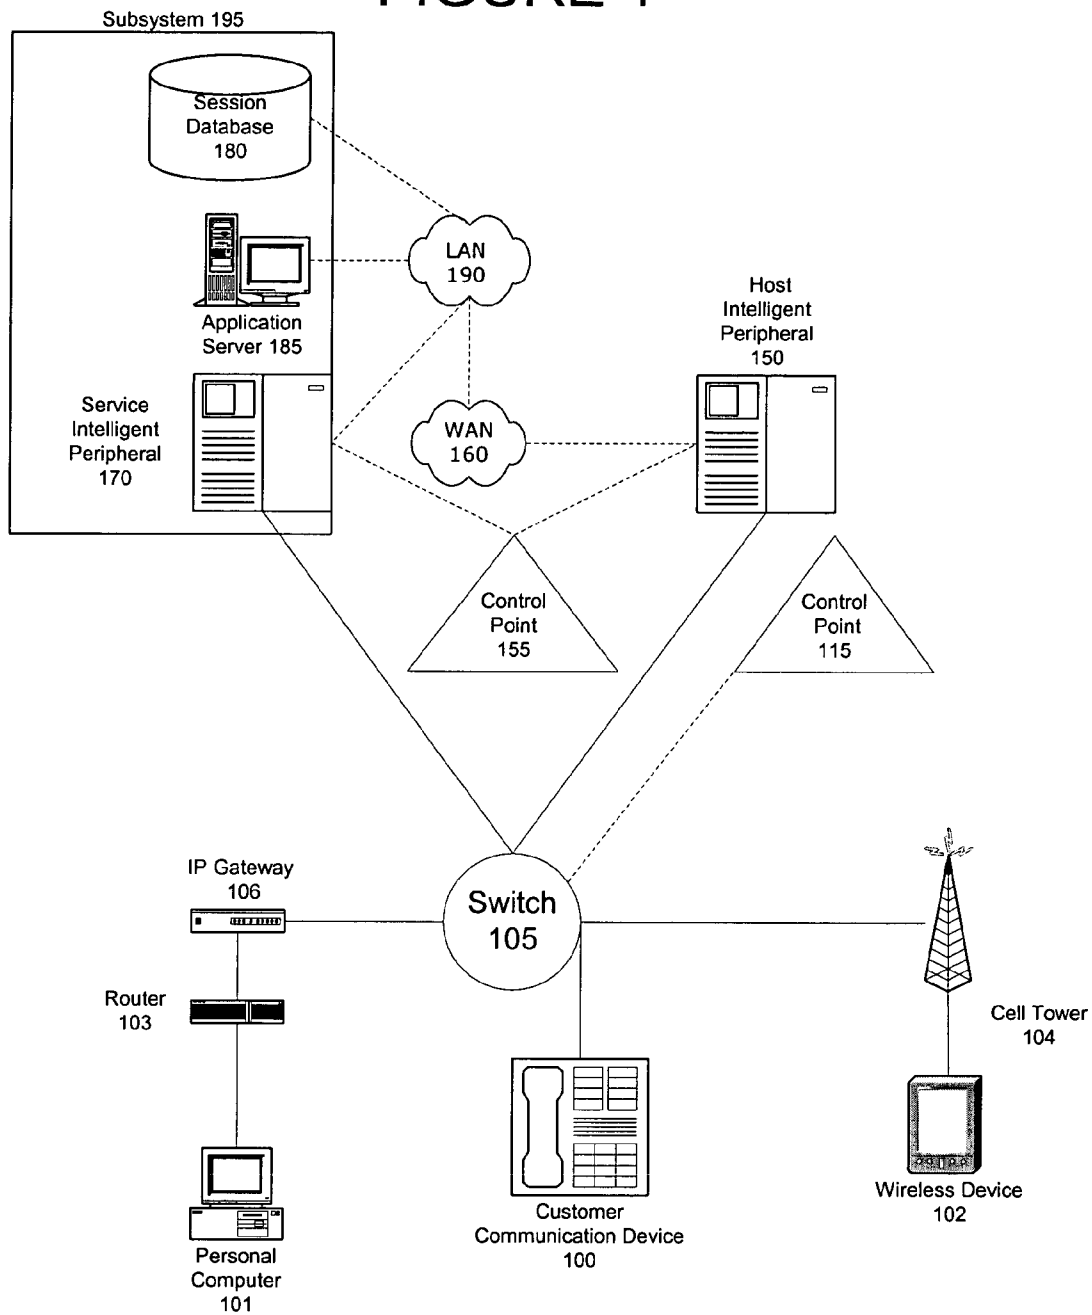 Subsystem 195
Session
Database
180
LAN
190
Application
Server 185
Host
Intelligent
Peripheral
150
Service
Intelligent
Peripheral
170
WAN
160
Control
Point
155
Control
Point
115
IP Gateway
106
Switch
105
Router
103
Cell Tower
104
Customer
Communication Device
100
Wireless Device
102
Personal
Computer
101